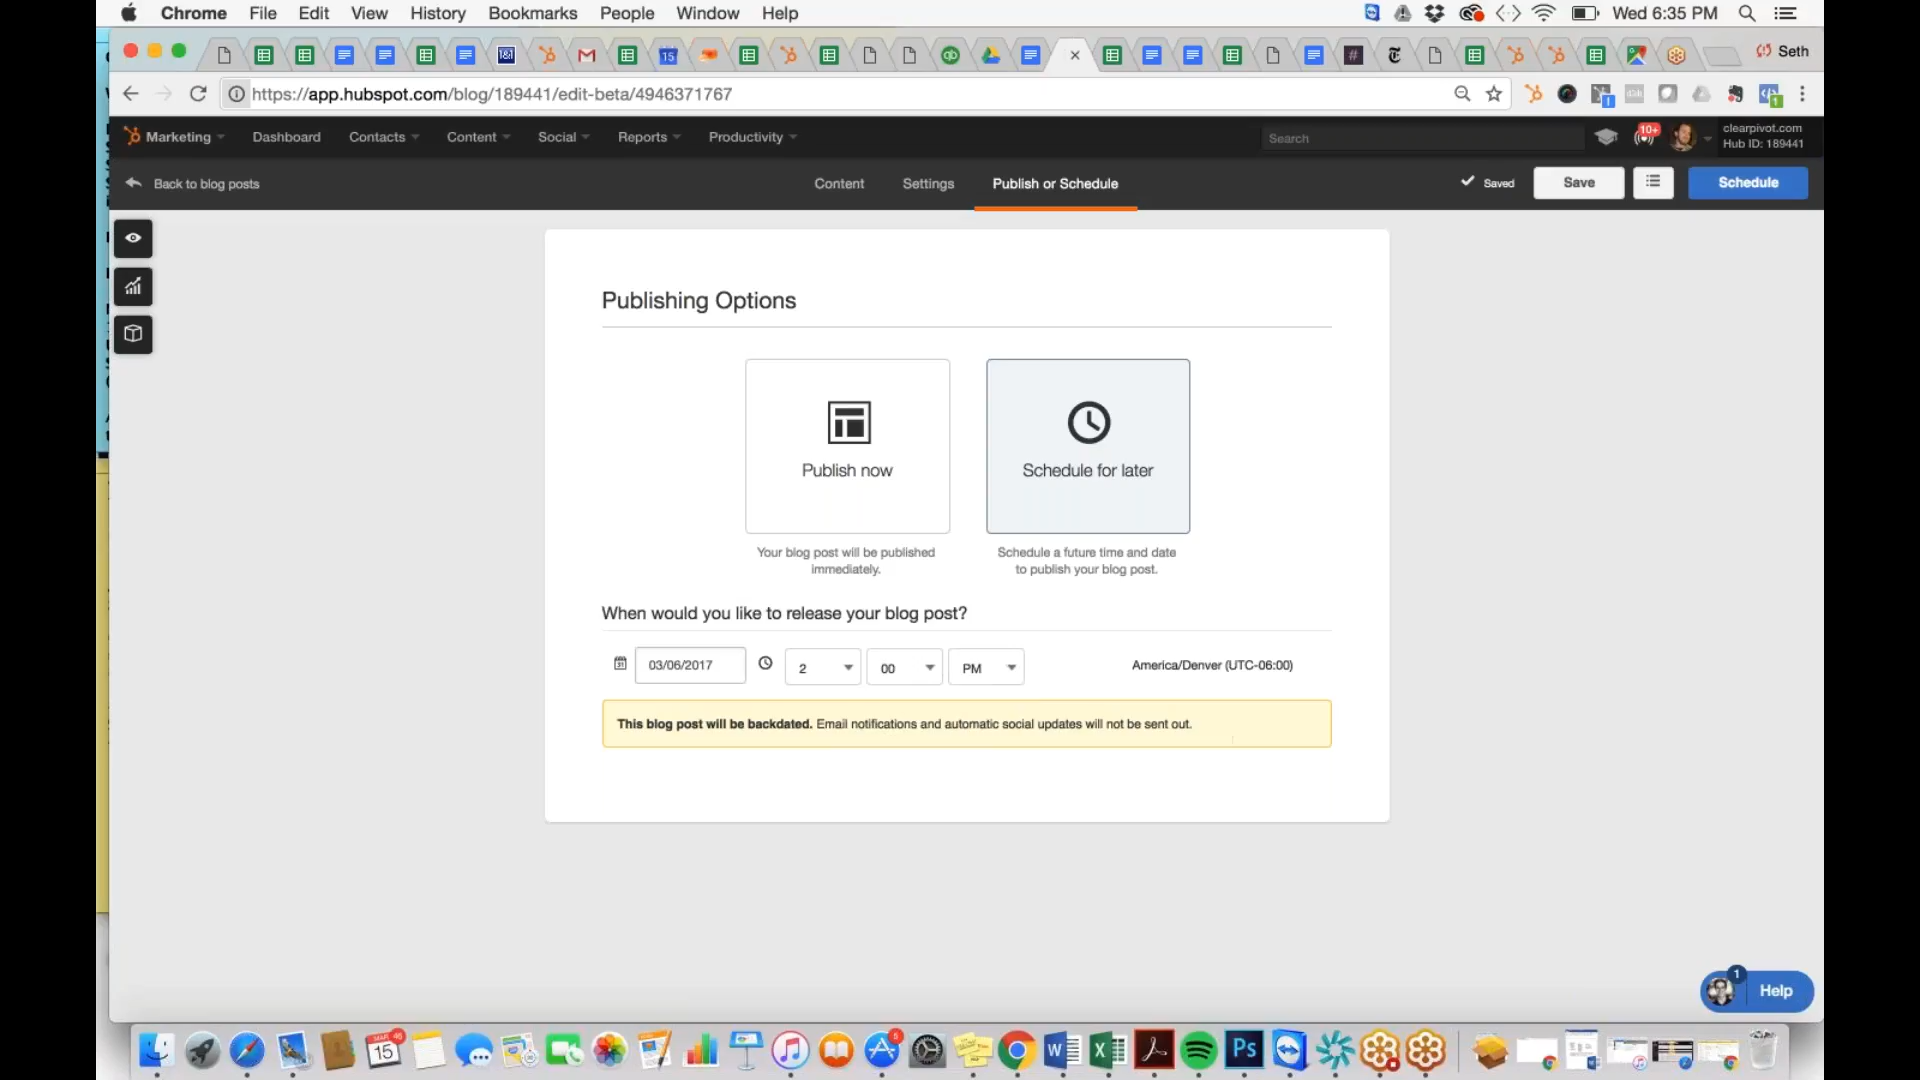 Chrome File Edit View History Bookmarks People Window Help Wed 6:35 PM
Seth
https://app.hubspot.com/blog/189441/edit-beta/4946371767
Marketing Dashboard Contacts Content Social Reports Productivity Search 10+ clearpivot.com
Hub ID: 189441
Back to blog posts Content Settings Publish or Schedule Saved Save Schedule
Publishing Options
Publish now Schedule for later
Your blog post will be published
immediately.
Schedule a future time and date
to publish your blog post.
When would you like to release your blog post?
03/06/2017 2 00 PM America/Denver (UTC-06:00)
This blog post will be backdated. Email notifications and automatic social updates will not be sent out.
1
Help
MAR
15
Ps